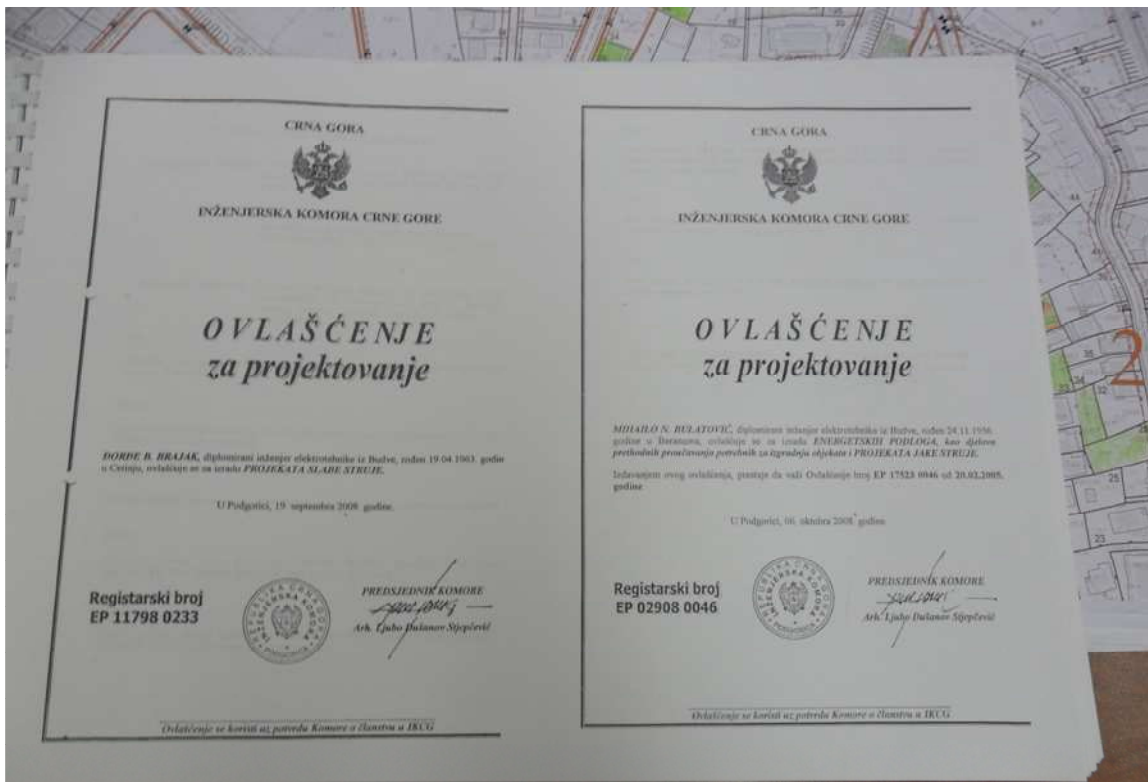 CRNA GORA
INŽENJERSKA KOMORA CRNE GORE
OVLAŠĆENJE
za projektovanje
ĐORĐE B. BRAJAK, diplomirani inženjer elektrotehnike iz Budve, rođen 19.04.1963. godine
u Cetinju, ovlašćuje se za izradu PROJEKATA SLABE STRUJE.
U Podgorici, 19. septembra 2008. godine.
Registarski broj
EP 11798 0233
PREDSJEDNIK KOMORE
Arh. Ljubo Dušanov Stjepčević
Ovlašćenje se koristi uz potvrdu Komore o članstvu u IKCG
CRNA GORA
INŽENJERSKA KOMORA CRNE GORE
OVLAŠĆENJE
za projektovanje
MIHAILO N. BULATOVIĆ, diplomirani inženjer elektrotehnike iz Budve, rođen 24.11.1956.
godine u Beranama, ovlašćuje se za izradu ENERGETSKIH PODLOGA, kao djelova
prethodnih proučavanja potrebnih za izgradnju objekata i PROJEKATA JAKE STRUJE.
Izdavanjem ovog ovlašćenja, prestaje da važi Ovlašćenje broj EP 17523 0046 od 20.02.2005.
godine
U Podgorici, 06. oktobra 2008. godine
Registarski broj
EP 02908 0046
PREDSJEDNIK KOMORE
Arh. Ljubo Dušanov Stjepčević
Ovlašćenje se koristi uz potvrdu Komore o članstvu u IKCG
2